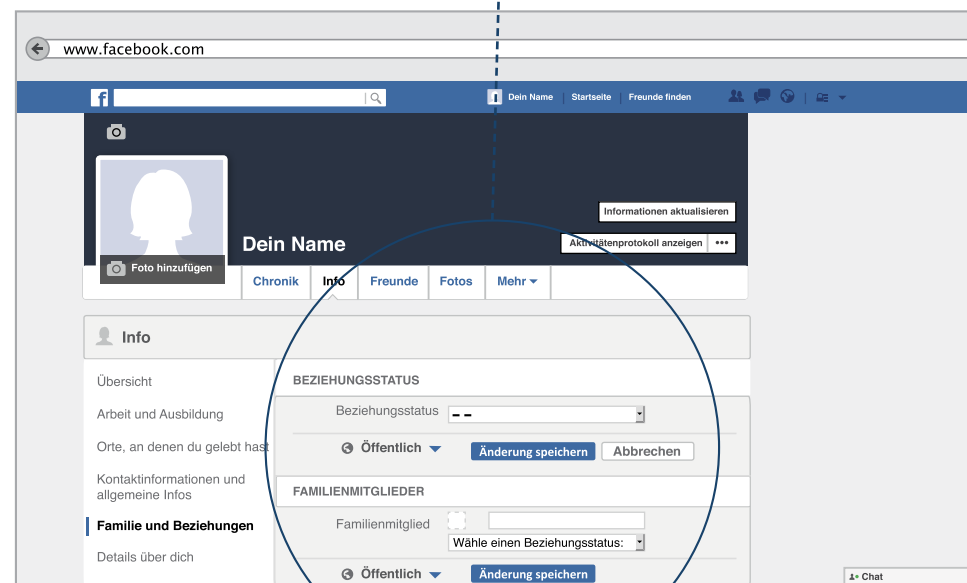 www.facebook.com
f
Dein Name | Startseite | Freunde finden
Informationen aktualisieren
Dein Name
Aktivitätenprotokoll anzeigen •••
Foto hinzufügen
Chronik Info Freunde Fotos Mehr
Info
Übersicht
Arbeit und Ausbildung
Orte, an denen du gelebt hast
Kontaktinformationen und
allgemeine Infos
Familie und Beziehungen
Details über dich
BEZIEHUNGSSTATUS
Beziehungsstatus – –
Öffentlich Änderung speichern Abbrechen
FAMILIENMITGLIEDER
Familienmitglied
Wähle einen Beziehungsstatus:
Öffentlich Änderung speichern
Chat